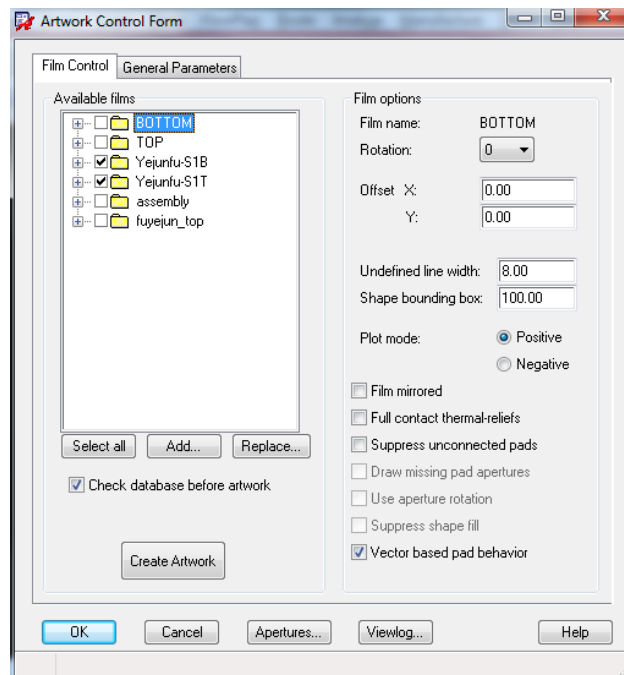 Artwork Control Form
Film Control General Parameters
Available films
BOTTOM
TOP
Yejunfu-S1B
Yejunfu-S1T
assembly
fuyejun_top
Select all Add... Replace...
Check database before artwork
Create Artwork
Film options
Film name: BOTTOM
Rotation: 0
Offset X: 0.00
Y: 0.00
Undefined line width: 8.00
Shape bounding box: 100.00
Plot mode: Positive
Negative
Film mirrored
Full contact thermal-reliefs
Suppress unconnected pads
Draw missing pad apertures
Use aperture rotation
Suppress shape fill
Vector based pad behavior
OK Cancel Apertures... Viewlog... Help